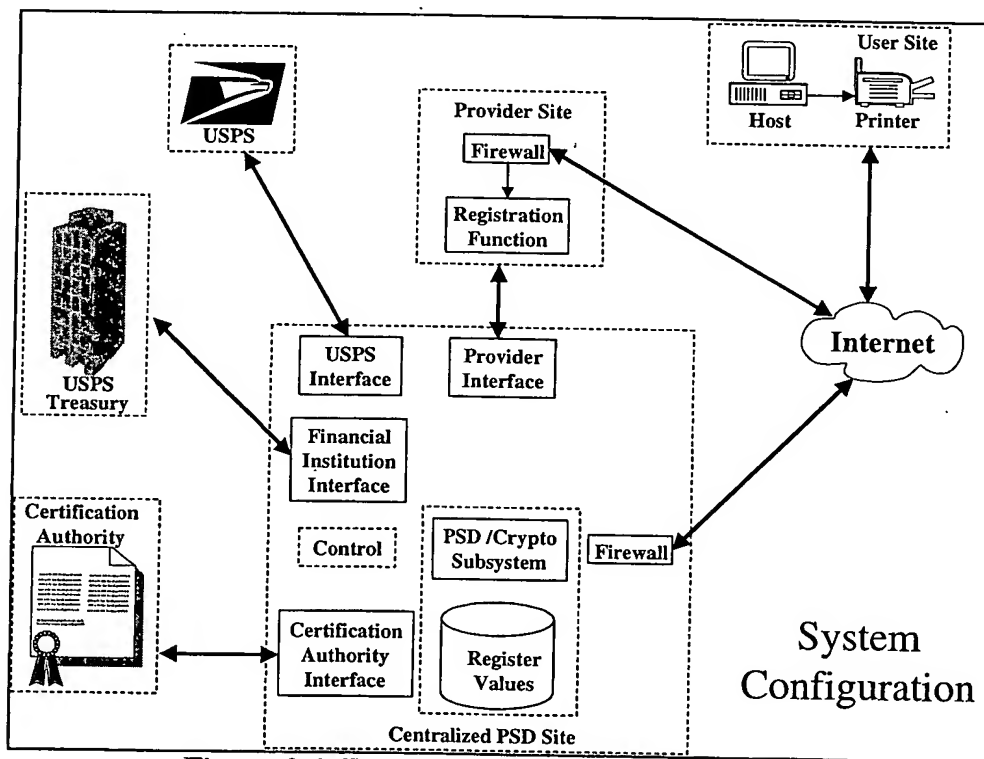 User Site
Host
Printer
USPS
Provider Site
Firewall
Registration
Function
USPS
Treasury
Internet
USPS
Interface
Provider
Interface
Financial
Institution
Interface
Certification
Authority
Control
PSD /Crypto
Subsystem
Firewall
Certification
Authority
Interface
Register
Values
System
Configuration
Centralized PSD Site